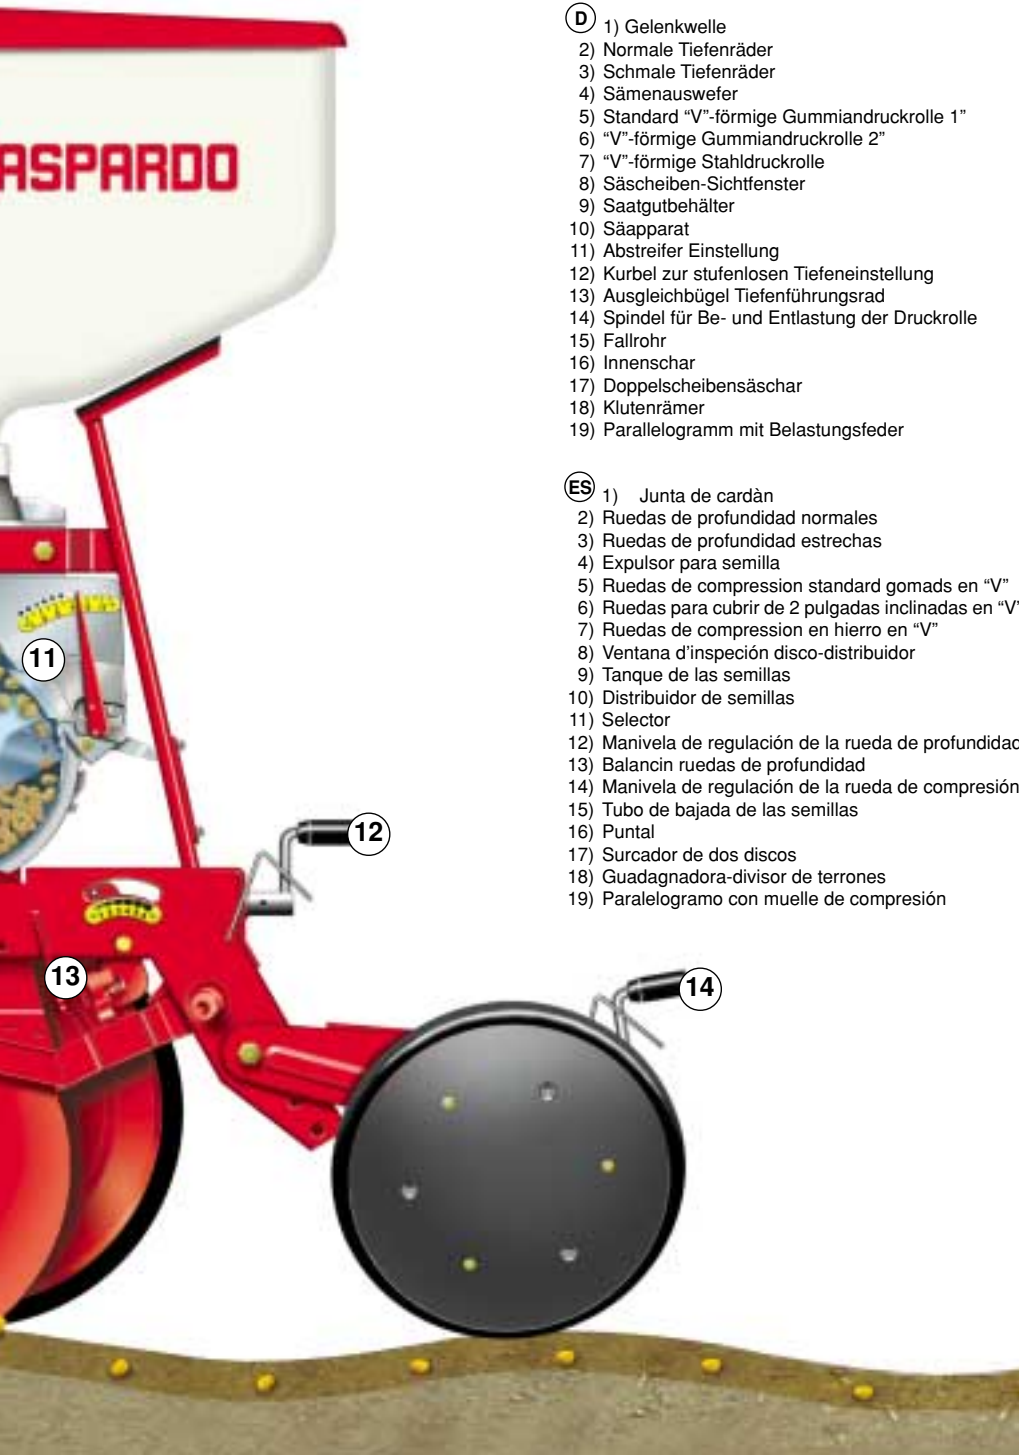 D 1) Gelenkwelle
2) Normale Tiefenräder
3) Schmale Tiefenräder
4) Sämenauswefer
5) Standard “V”-förmige Gummiandruckrolle 1”
6) “V”-förmige Gummiandruckrolle 2”
7) “V”-förmige Stahldruckrolle
8) Säscheiben-Sichtfenster
9) Saatgutbehälter
10) Säapparat
11) Abstreifer Einstellung
12) Kurbel zur stufenlosen Tiefeneinstellung
13) Ausgleichbügel Tiefenführungsrad
14) Spindel für Be- und Entlastung der Druckrolle
15) Fallrohr
16) Innenschar
17) Doppelscheibensäschar
18) Klutenrämer
19) Parallelogramm mit Belastungsfeder
ES 1) Junta de cardàn
2) Ruedas de profundidad normales
3) Ruedas de profundidad estrechas
4) Expulsor para semilla
5) Ruedas de compression standard gomads en “V”
6) Ruedas para cubrir de 2 pulgadas inclinadas en “V”
7) Ruedas de compression en hierro en “V”
8) Ventana d’inspeción disco-distribuidor
9) Tanque de las semillas
10) Distribuidor de semillas
11) Selector
12) Manivela de regulación de la rueda de profundidad
13) Balancin ruedas de profundidad
14) Manivela de regulación de la rueda de compresión
15) Tubo de bajada de las semillas
16) Puntal
17) Surcador de dos discos
18) Guadagnadora-divisor de terrones
19) Paralelogramo con muelle de compresión
ASPARDO
11
12
13
14